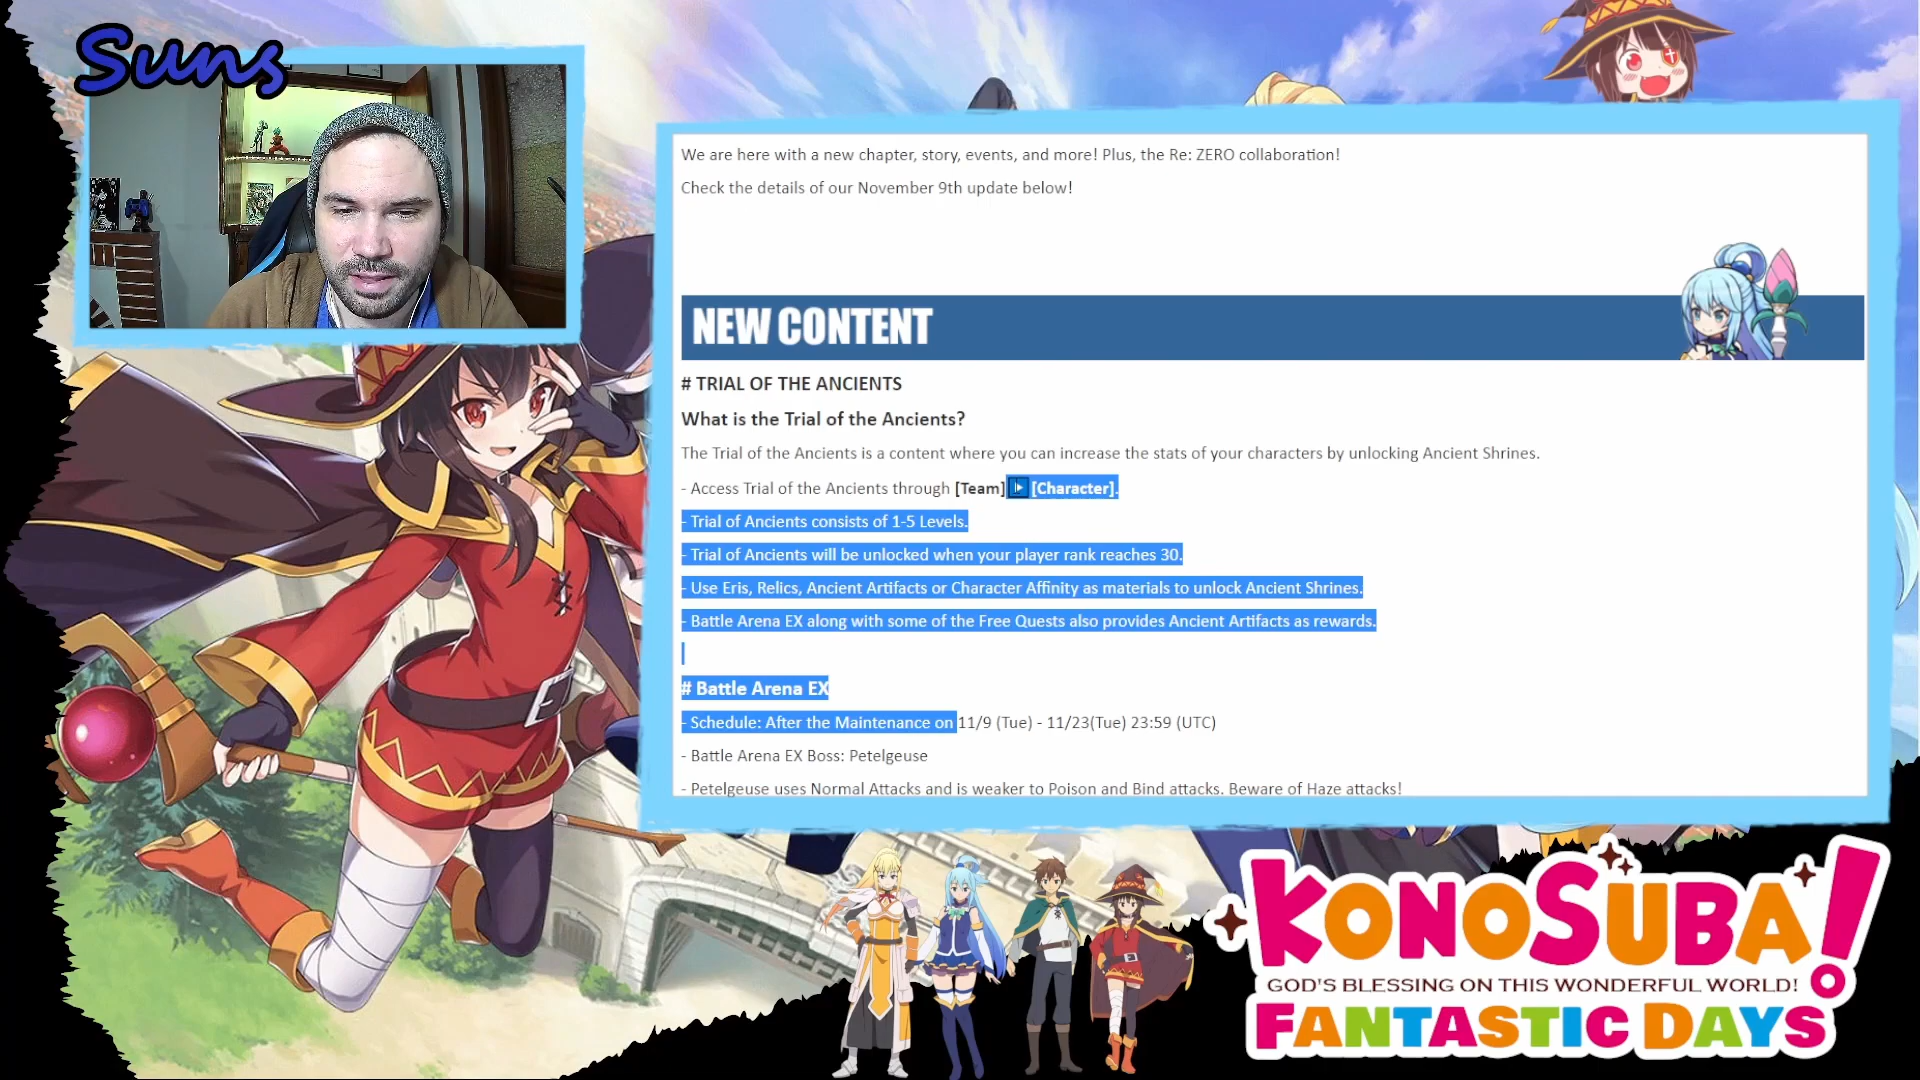 Suns
We are here with a new chapter, story, events, and more! Plus, the Re: ZERO collaboration!
Check the details of our November 9th update below!
NEW CONTENT
# TRIAL OF THE ANCIENTS
What is the Trial of the Ancients?
The Trial of the Ancients is a content where you can increase the stats of your characters by unlocking Ancient Shrines.
- Access Trial of the Ancients through [Team] [Character].
- Trial of Ancients consists of 1-5 Levels.
- Trial of Ancients will be unlocked when your player rank reaches 30.
- Use Eris, Relics, Ancient Artifacts or Character Affinity as materials to unlock Ancient Shrines.
- Battle Arena EX along with some of the Free Quests also provides Ancient Artifacts as rewards.
# Battle Arena EX
- Schedule: After the Maintenance on 11/9 (Tue) - 11/23(Tue) 23:59 (UTC)
- Battle Arena EX Boss: Petelgeuse
- Petelgeuse uses Normal Attacks and is weaker to Poison and Bind attacks. Beware of Haze attacks!
KONOSUBA!
GOD'S BLESSING ON THIS WONDERFUL WORLD!
FANTASTIC DAYS